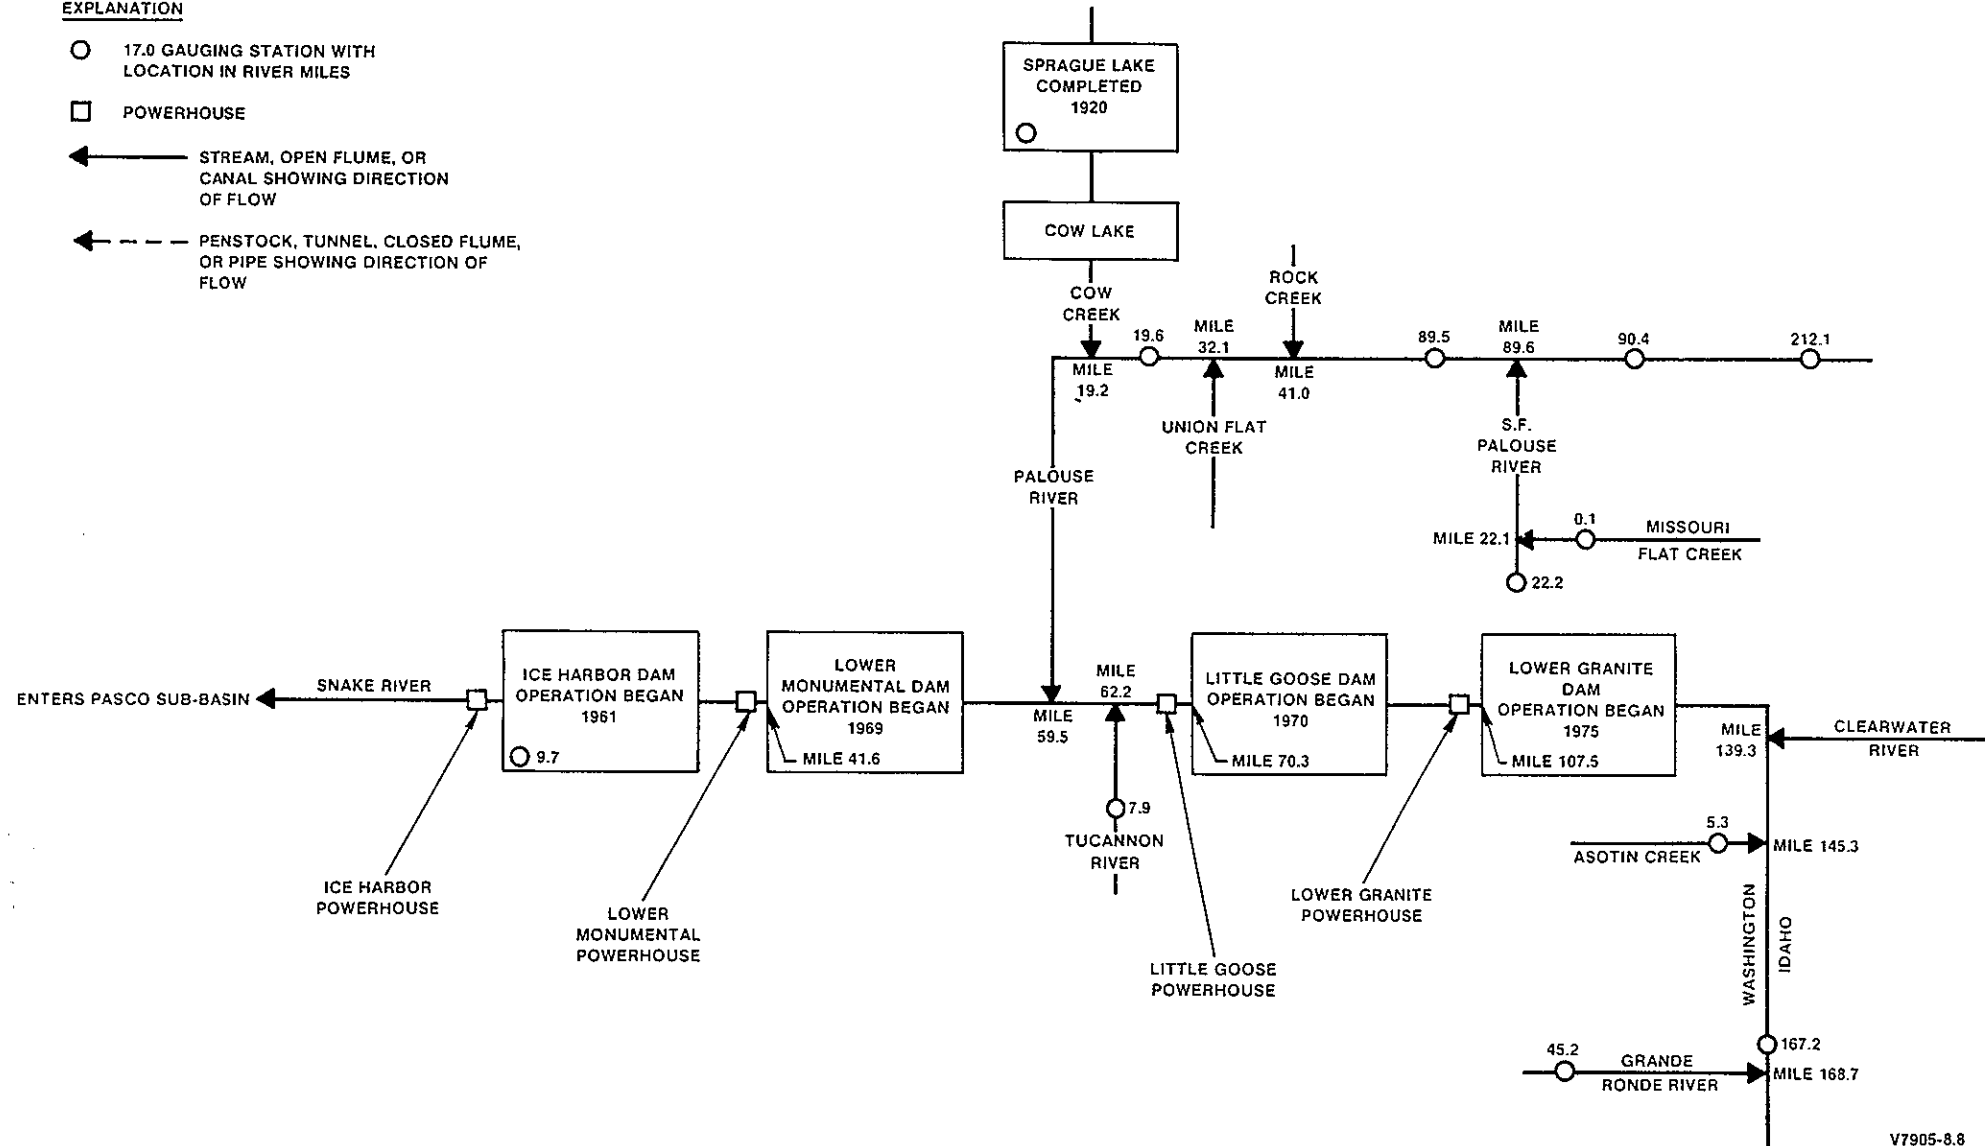 EXPLANATION
17.0 GAUGING STATION WITH
LOCATION IN RIVER MILES
POWERHOUSE
STREAM, OPEN FLUME, OR
CANAL SHOWING DIRECTION
OF FLOW
PENSTOCK, TUNNEL, CLOSED FLUME,
OR PIPE SHOWING DIRECTION OF
FLOW
SPRAGUE LAKE
COMPLETED
1920
COW LAKE
COW
CREEK
ROCK
CREEK
19.6
MILE
32.1
89.5
MILE
89.6
90.4
212.1
MILE
19.2
MILE
41.0
UNION FLAT
CREEK
S.F.
PALOUSE
RIVER
PALOUSE
RIVER
MILE 22.1
0.1
MISSOURI
FLAT CREEK
22.2
ENTERS PASCO SUB-BASIN
SNAKE RIVER
ICE HARBOR DAM
OPERATION BEGAN
1961
9.7
LOWER
MONUMENTAL DAM
OPERATION BEGAN
1969
MILE 41.6
MILE
59.5
MILE
62.2
LITTLE GOOSE DAM
OPERATION BEGAN
1970
MILE 70.3
LOWER GRANITE
DAM
OPERATION BEGAN
1975
MILE 107.5
MILE
139.3
CLEARWATER
RIVER
7.9
TUCANNON
RIVER
5.3
ASOTIN CREEK
MILE 145.3
ICE HARBOR
POWERHOUSE
LOWER
MONUMENTAL
POWERHOUSE
LITTLE GOOSE
POWERHOUSE
LOWER GRANITE
POWERHOUSE
WASHINGTON
IDAHO
167.2
45.2
GRANDE
RONDE RIVER
MILE 168.7
V7905-8.8